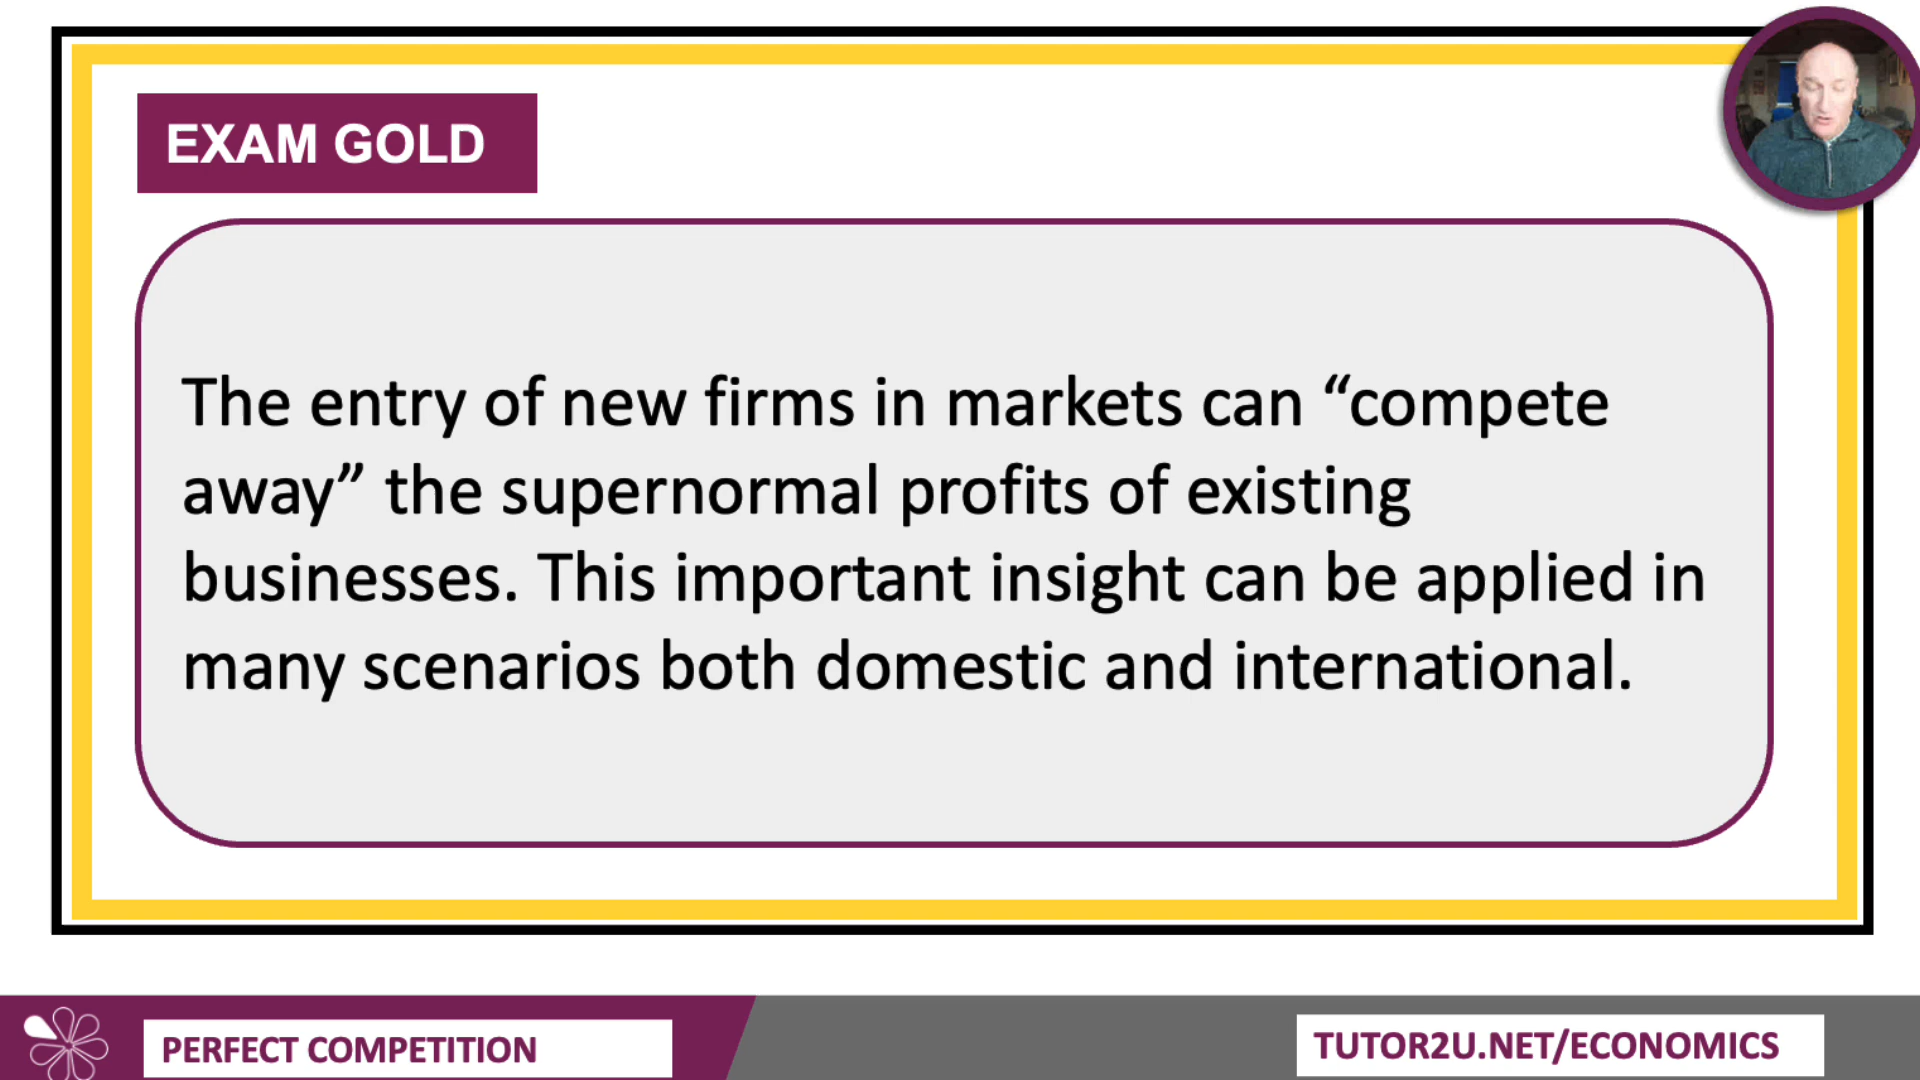 EXAM GOLD
The entry of new firms in markets can “compete
away” the supernormal profits of existing
businesses. This important insight can be applied in
many scenarios both domestic and international.
PERFECT COMPETITION
TUTOR2U.NET/ECONOMICS